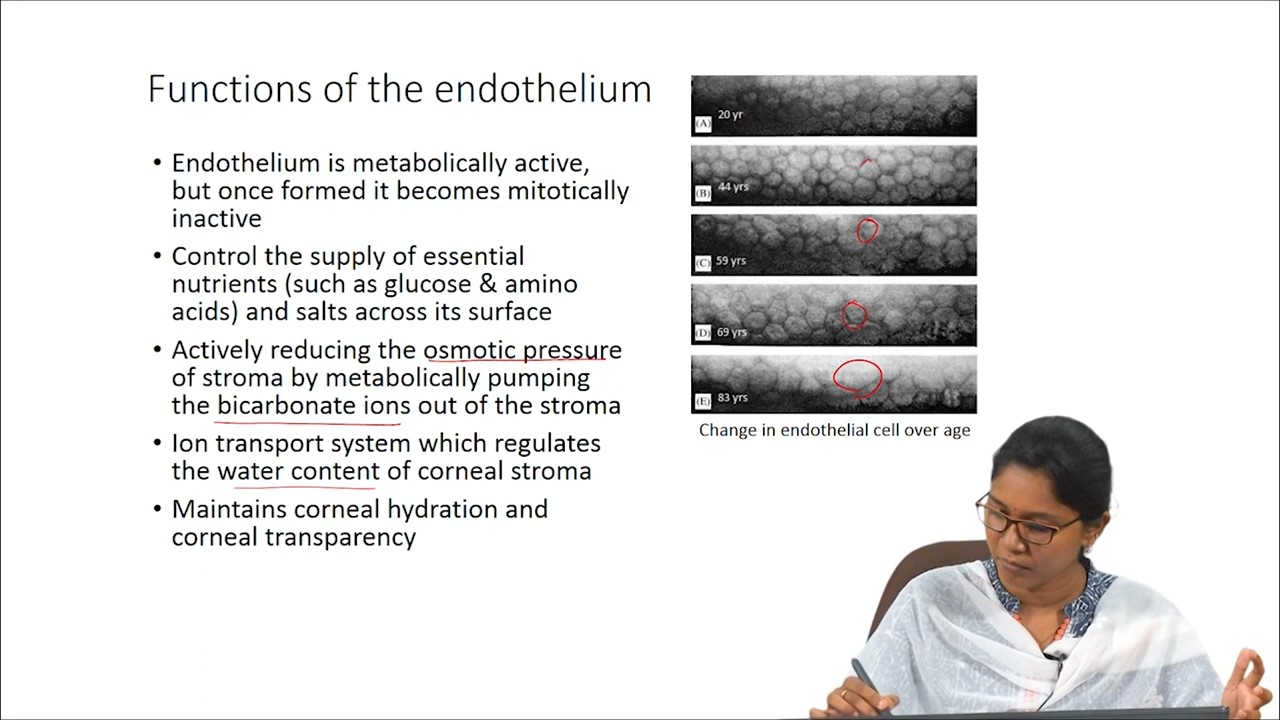 Functions of the endothelium
• Endothelium is metabolically active,
but once formed it becomes mitotically
inactive
• Control the supply of essential
nutrients (such as glucose & amino
acids) and salts across its surface
• Actively reducing the osmotic pressure
of stroma by metabolically pumping
the bicarbonate ions out of the stroma
• Ion transport system which regulates
the water content of corneal stroma
• Maintains corneal hydration and
corneal transparency
(A) 20 yr
(B) 44 yrs
(C) 59 yrs
(D) 69 yrs
(E) 83 yrs
Change in endothelial cell over age